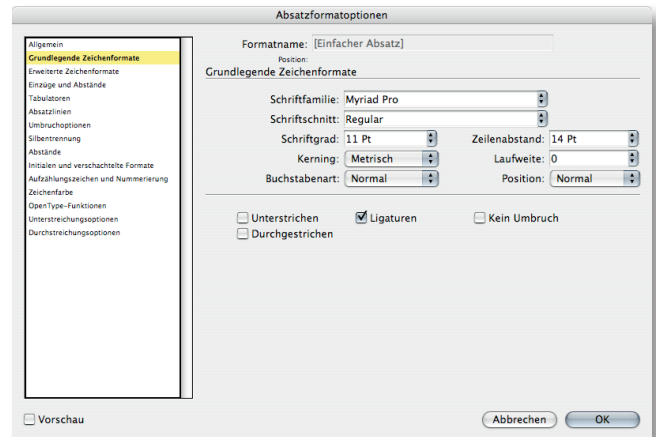 Absatzformatoptionen
Allgemein
Grundlegende Zeichenformate
Erweiterte Zeichenformate
Einzüge und Abstände
Tabulatoren
Absatzlinien
Umbruchoptionen
Silbentrennung
Abstände
Initialen und verschachtelte Formate
Aufzählungszeichen und Nummerierung
Zeichenfarbe
OpenType-Funktionen
Unterstreichungsoptionen
Durchstreichungsoptionen
Formatname: [Einfacher Absatz]
Position:
Grundlegende Zeichenformate
Schriftfamilie: Myriad Pro
Schriftschnitt: Regular
Schriftgrad: 11 Pt Zeilenabstand: 14 Pt
Kerning: Metrisch Laufweite: 0
Buchstabenart: Normal Position: Normal
Unterstrichen Ligaturen Kein Umbruch
Durchgestrichen
Vorschau Abbrechen OK